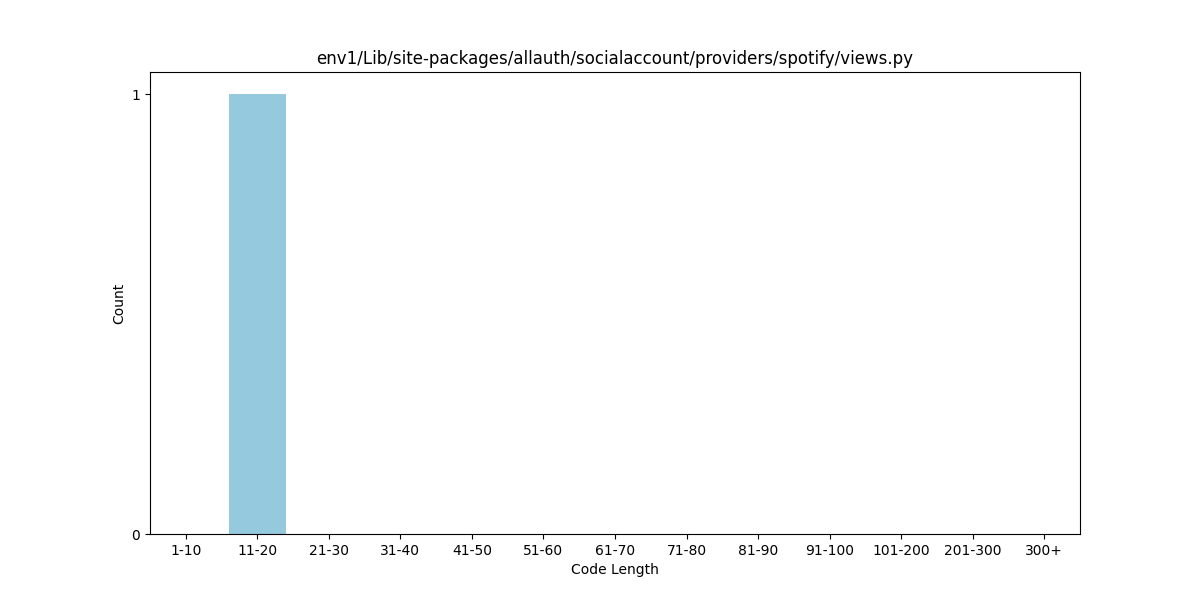 env1/Lib/site-packages/allauth/socialaccount/providers/spotify/views.py
1
Count
0
1-10 11-20 21-30 31-40 41-50 51-60 61-70 71-80 81-90 91-100 101-200 201-300 300+
Code Length